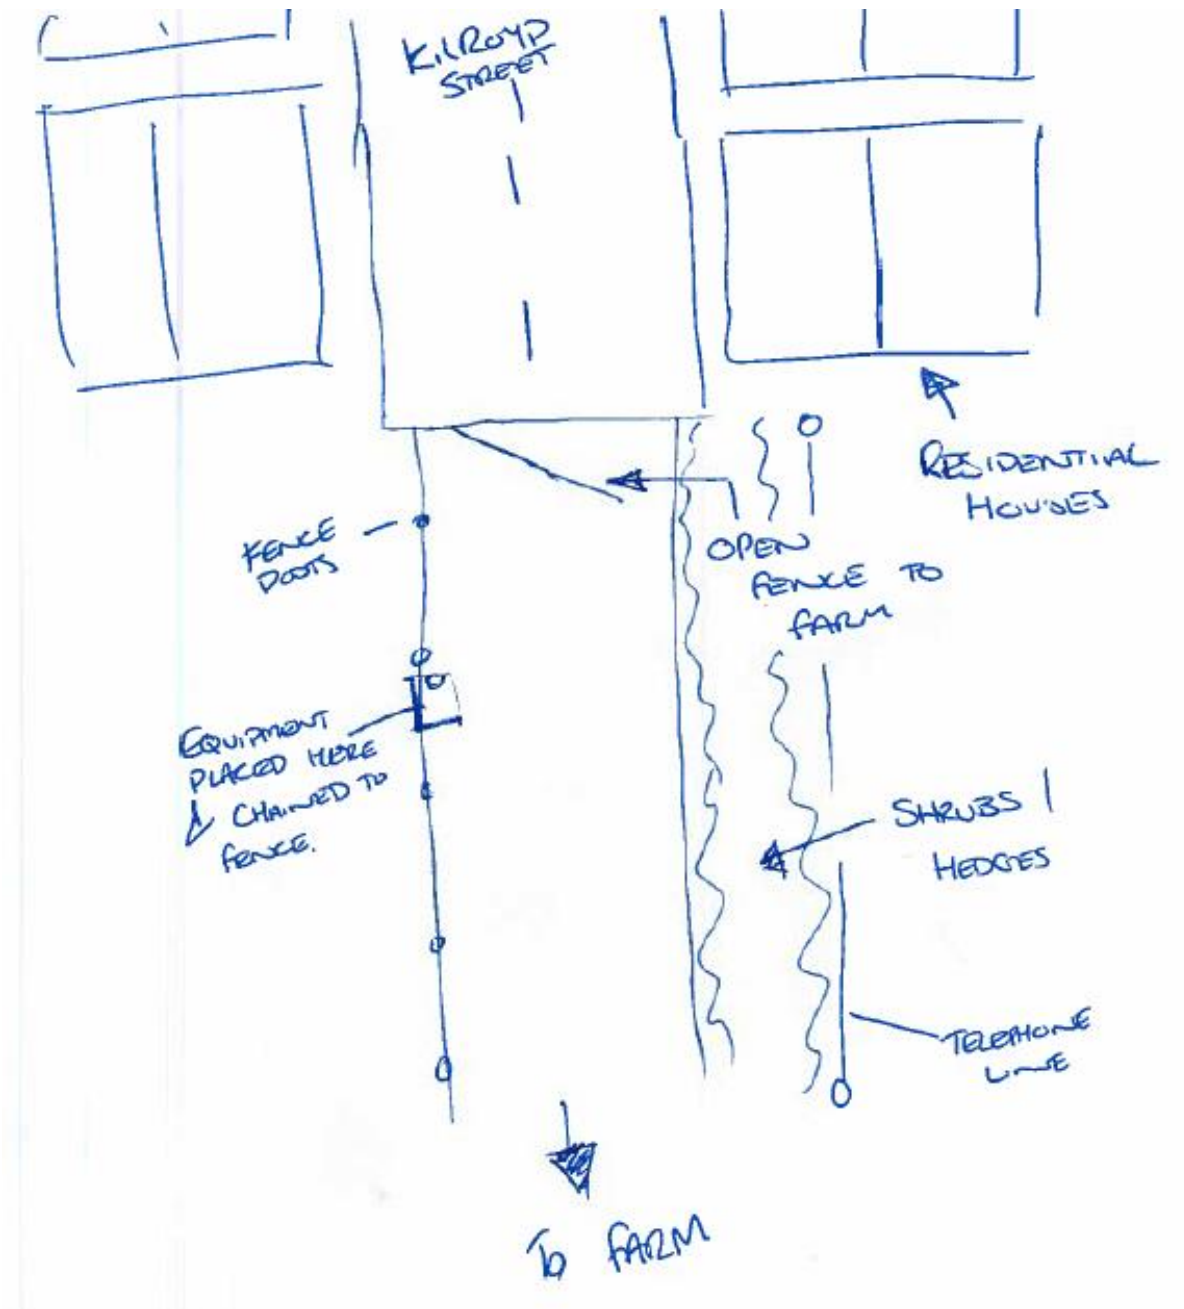 KILROYD
STREET
RESIDENTIAL
HOUSES
FENCE
POSTS
OPEN
FENCE TO
FARM
EQUIPMENT
PLACED HERE
& CHAINED TO
FENCE.
SHRUBS /
HEDGES
TELEPHONE
LINE
To FARM